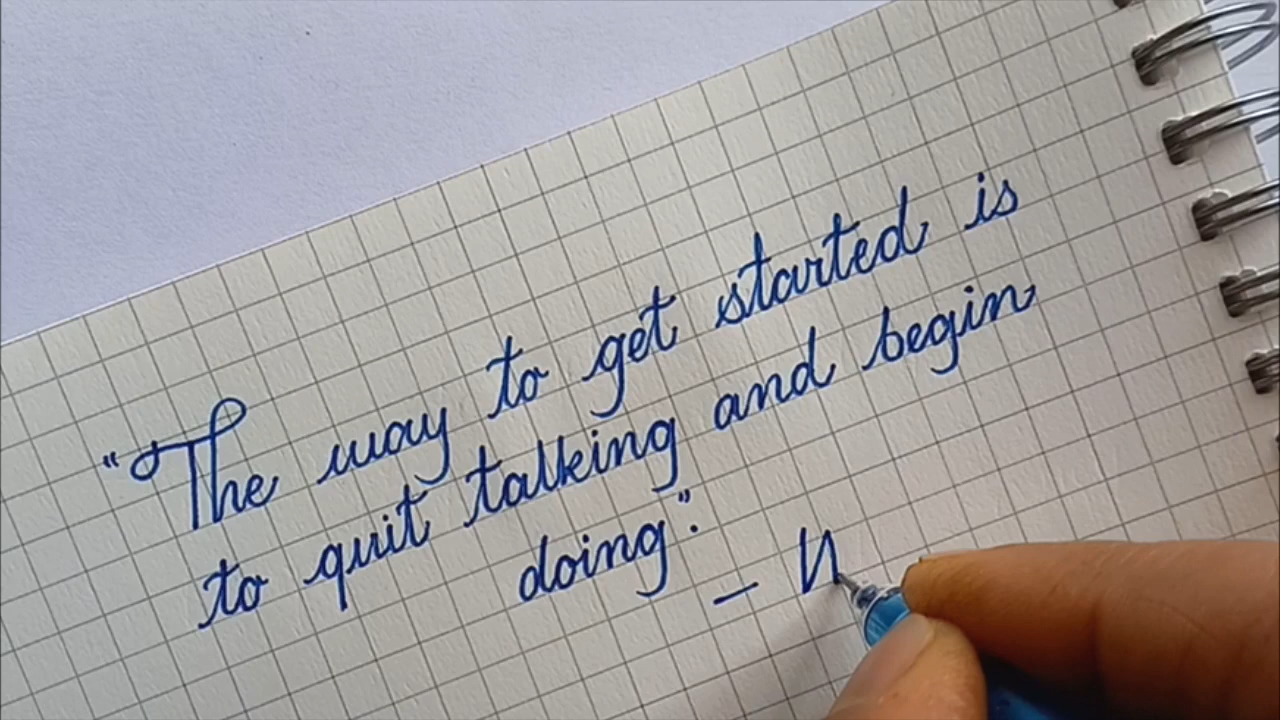 "The way to get started is
to quit talking and begin
doing."
–